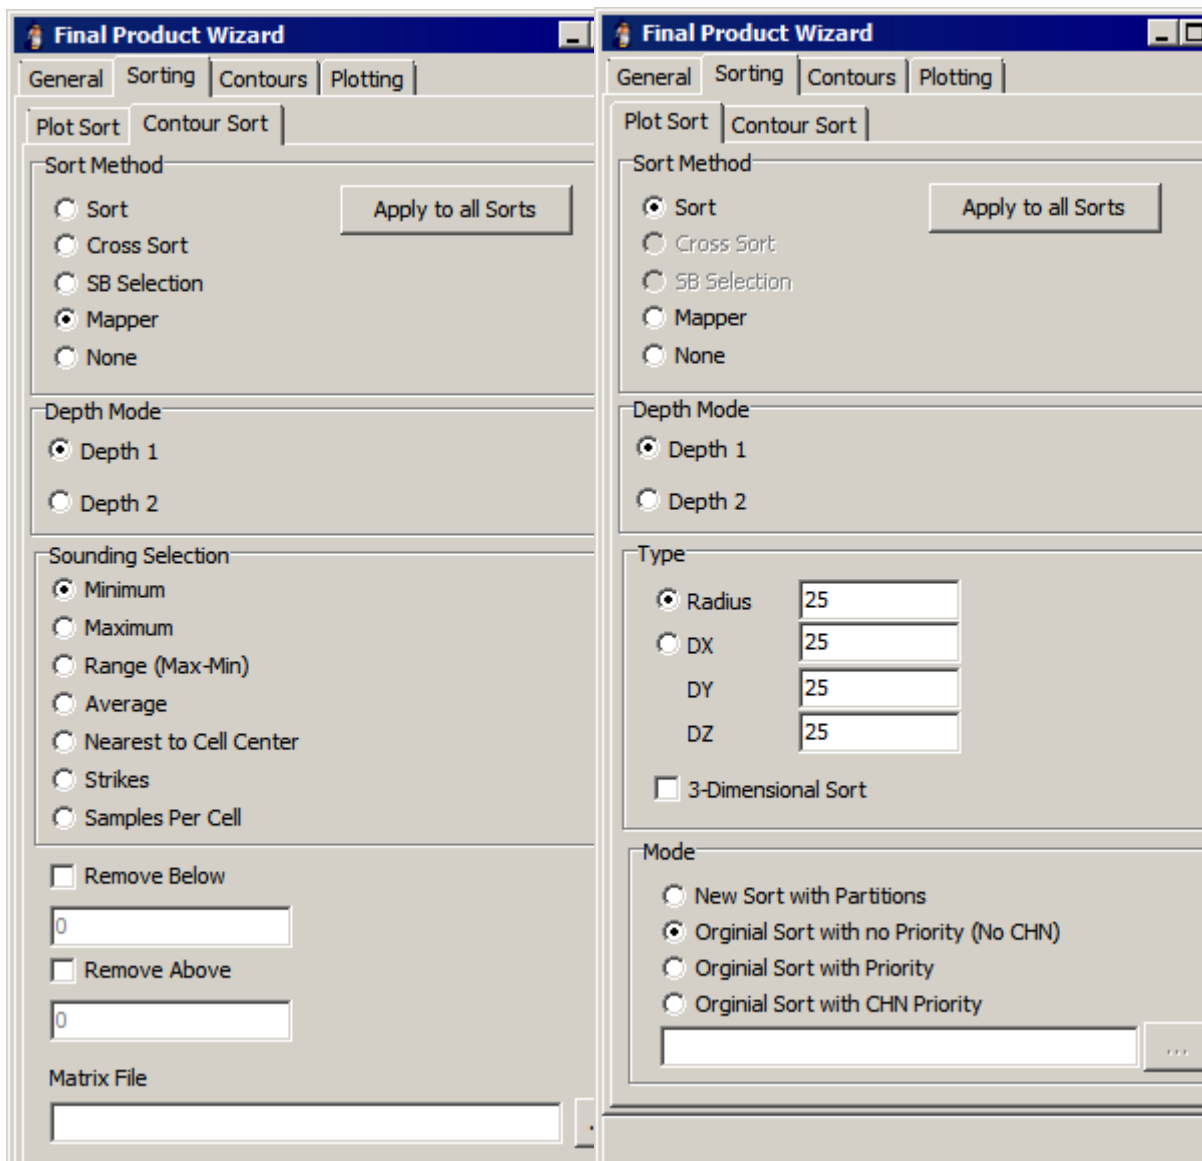 Final Product Wizard
General Sorting Contours Plotting
Plot Sort Contour Sort
Sort Method
Sort
Apply to all Sorts
Cross Sort
SB Selection
Mapper
None
Depth Mode
Depth 1
Depth 2
Sounding Selection
Minimum
Maximum
Range (Max-Min)
Average
Nearest to Cell Center
Strikes
Samples Per Cell
Remove Below
0
Remove Above
0
Matrix File
Final Product Wizard
General Sorting Contours Plotting
Plot Sort Contour Sort
Sort Method
Sort
Apply to all Sorts
Cross Sort
SB Selection
Mapper
None
Depth Mode
Depth 1
Depth 2
Type
Radius 25
DX 25
DY 25
DZ 25
3-Dimensional Sort
Mode
New Sort with Partitions
Orginial Sort with no Priority (No CHN)
Orginial Sort with Priority
Orginial Sort with CHN Priority
...